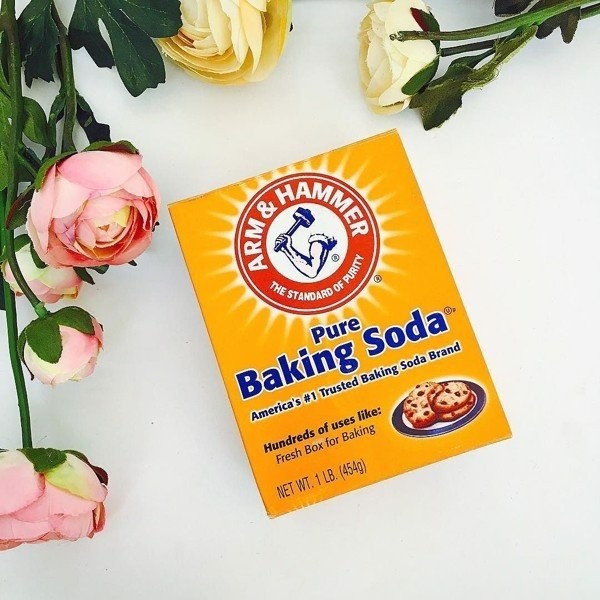 ARM & HAMMER
®
THE STANDARD OF PURITY
®
Pure
Baking Soda
America's #1 Trusted Baking Soda Brand
Hundreds of uses like:
Fresh Box for Baking
NET WT. 1 LB. (454g)